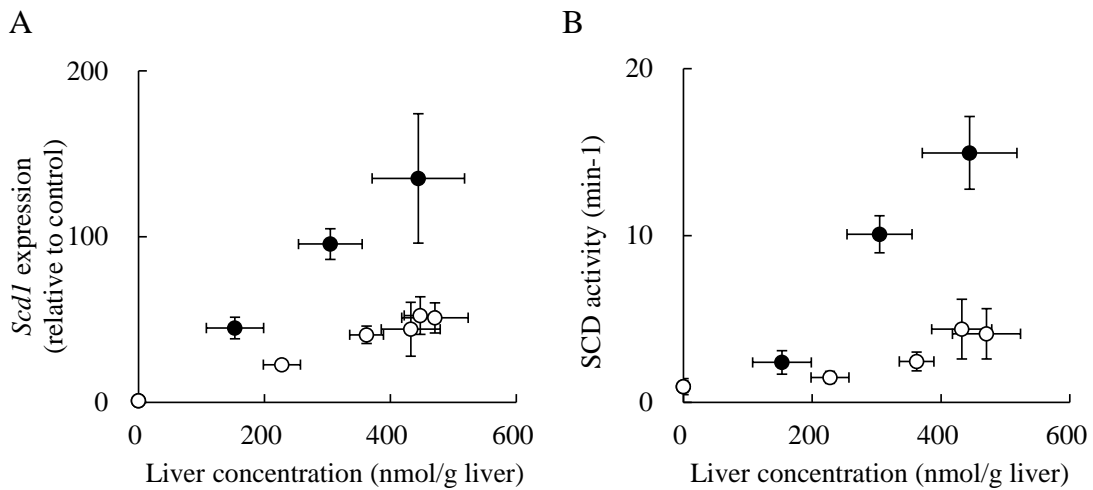 A
200
100
0
0
200
400
600
Scd1 expression
(relative to control)
Liver concentration (nmol/g liver)
B
20
10
0
0
200
400
600
SCD activity (min-1)
Liver concentration (nmol/g liver)